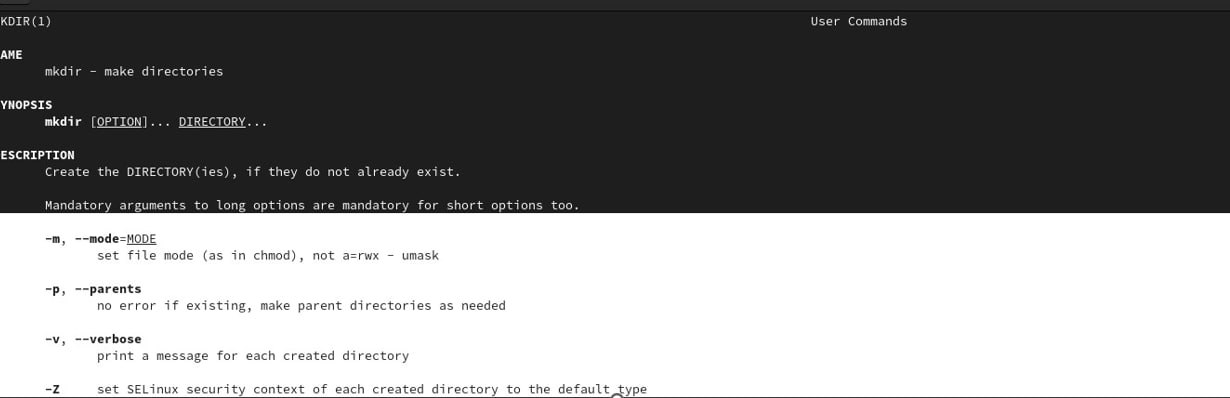 KDIR(1) User Commands
AME
mkdir - make directories
YNOPSIS
mkdir [OPTION]... DIRECTORY...
ESCRIPTION
Create the DIRECTORY(ies), if they do not already exist.
Mandatory arguments to long options are mandatory for short options too.
-m, --mode=MODE
set file mode (as in chmod), not a=rwx - umask
-p, --parents
no error if existing, make parent directories as needed
-v, --verbose
print a message for each created directory
-Z set SELinux security context of each created directory to the default type